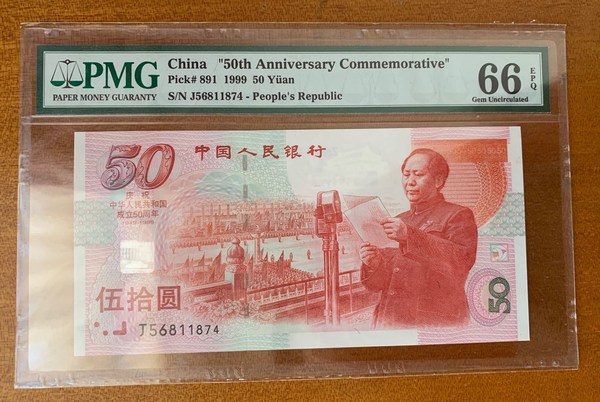 PMG
PAPER MONEY GUARANTY
China "50th Anniversary Commemorative"
Pick# 891 1999 50 Yüan
S/N J56811874 - People's Republic
66 EPQ
Gem Uncirculated
50
中国人民银行
庆祝
中华人民共和国
成立50周年
1949-1999
伍拾圆
J56811874
50